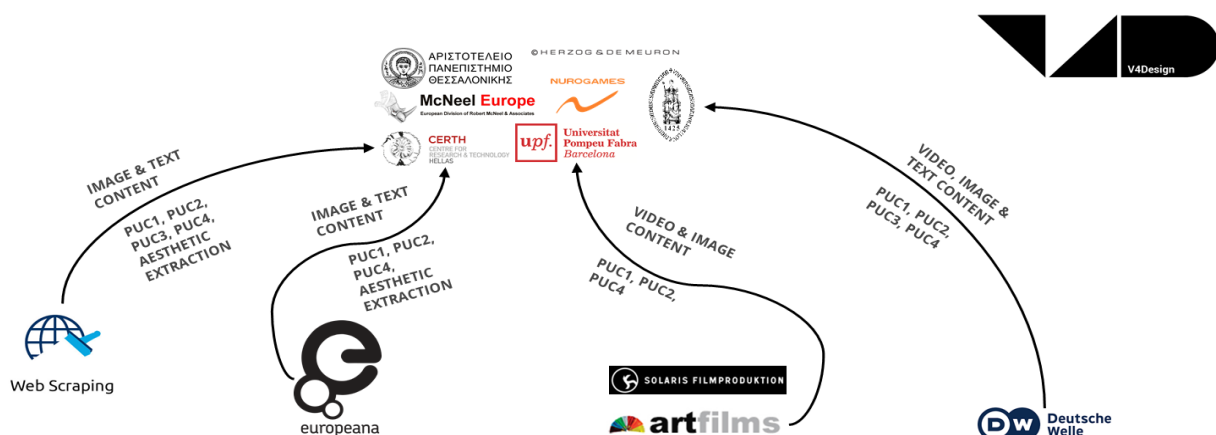 V4Design
ΑΡΙΣΤΟΤΕΛΕΙΟ
ΠΑΝΕΠΙΣΤΗΜΙΟ
ΘΕΣΣΑΛΟΝΙΚΗΣ
©HERZOG & DEMEURON
NUROGAMES
McNeel Europe
European Division of Robert McNeel & Associates
1425
CERTH
CENTRE FOR
RESEARCH & TECHNOLOGY
HELLAS
upf.
Universitat
Pompeu Fabra
Barcelona
IMAGE & TEXT
CONTENT
PUC1, PUC2,
PUC3, PUC4,
AESTHETIC
EXTRACTION
IMAGE & TEXT
CONTENT
PUC1, PUC2,
PUC4,
AESTHETIC
EXTRACTION
VIDEO & IMAGE
CONTENT
PUC1, PUC2,
PUC4
VIDEO, IMAGE &
TEXT CONTENT
PUC1, PUC2,
PUC3, PUC4
Web Scraping
europeana
SOLARIS FILMPRODUKTION
artfilms
DW
Deutsche
Welle